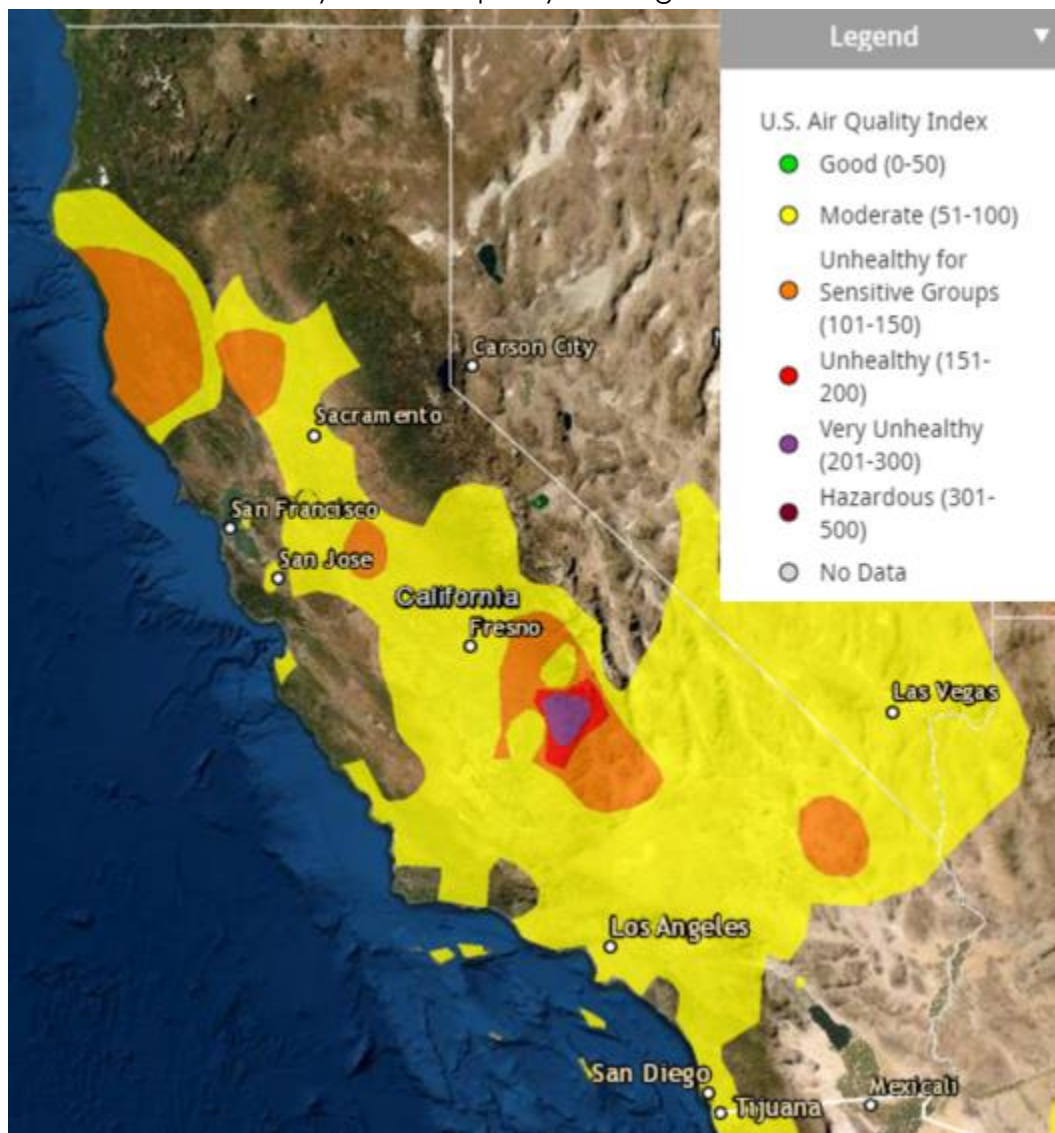 Legend
U.S. Air Quality Index
Good (0-50)
Moderate (51-100)
Unhealthy for
Sensitive Groups
(101-150)
Unhealthy (151-
200)
Very Unhealthy
(201-300)
Hazardous (301-
500)
No Data
Carson City
Sacramento
San Francisco
San Jose
California
Fresno
Las Vegas
Los Angeles
San Diego
Tijuana
Mexicali